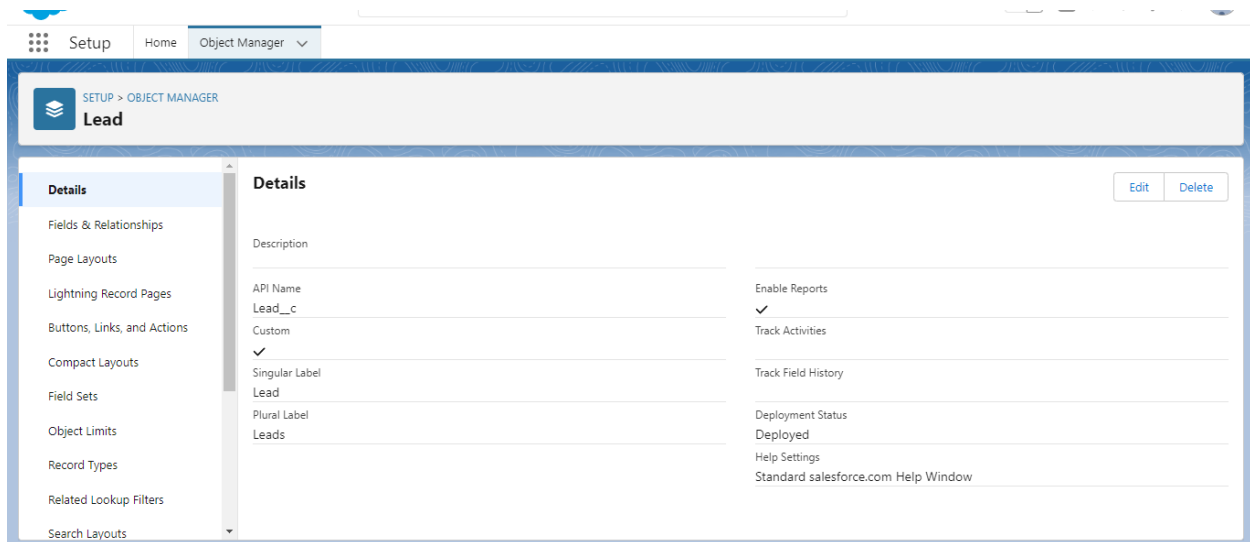 Setup
Home
Object Manager
SETUP > OBJECT MANAGER
Lead
Details
Fields & Relationships
Page Layouts
Lightning Record Pages
Buttons, Links, and Actions
Compact Layouts
Field Sets
Object Limits
Record Types
Related Lookup Filters
Search Layouts
Details
Edit
Delete
Description
API Name
Lead__c
Custom
Singular Label
Lead
Plural Label
Leads
Enable Reports
Track Activities
Track Field History
Deployment Status
Deployed
Help Settings
Standard salesforce.com Help Window